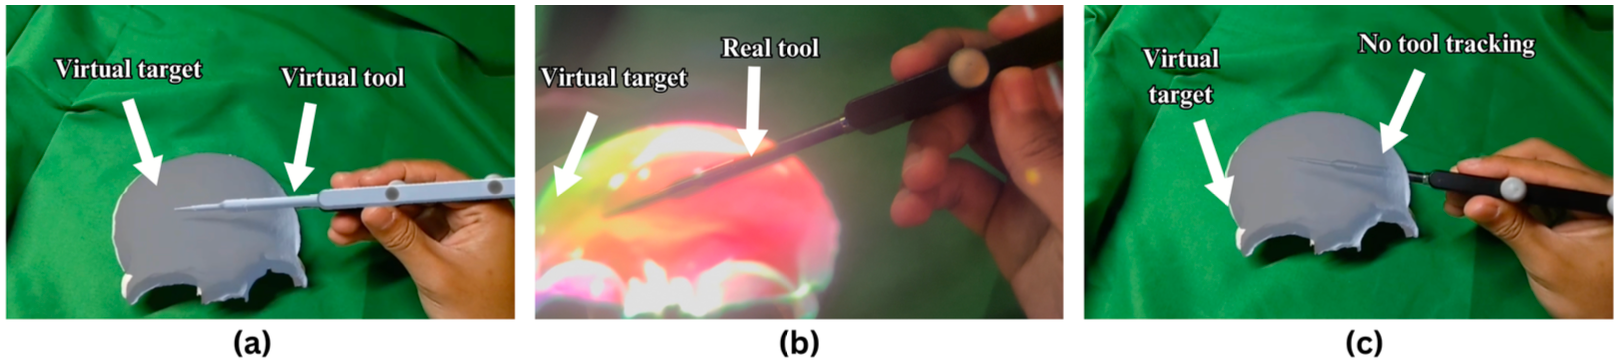 Virtual target
Virtual tool
(a)
Virtual target
Real tool
(b)
Virtual
target
No tool tracking
(c)